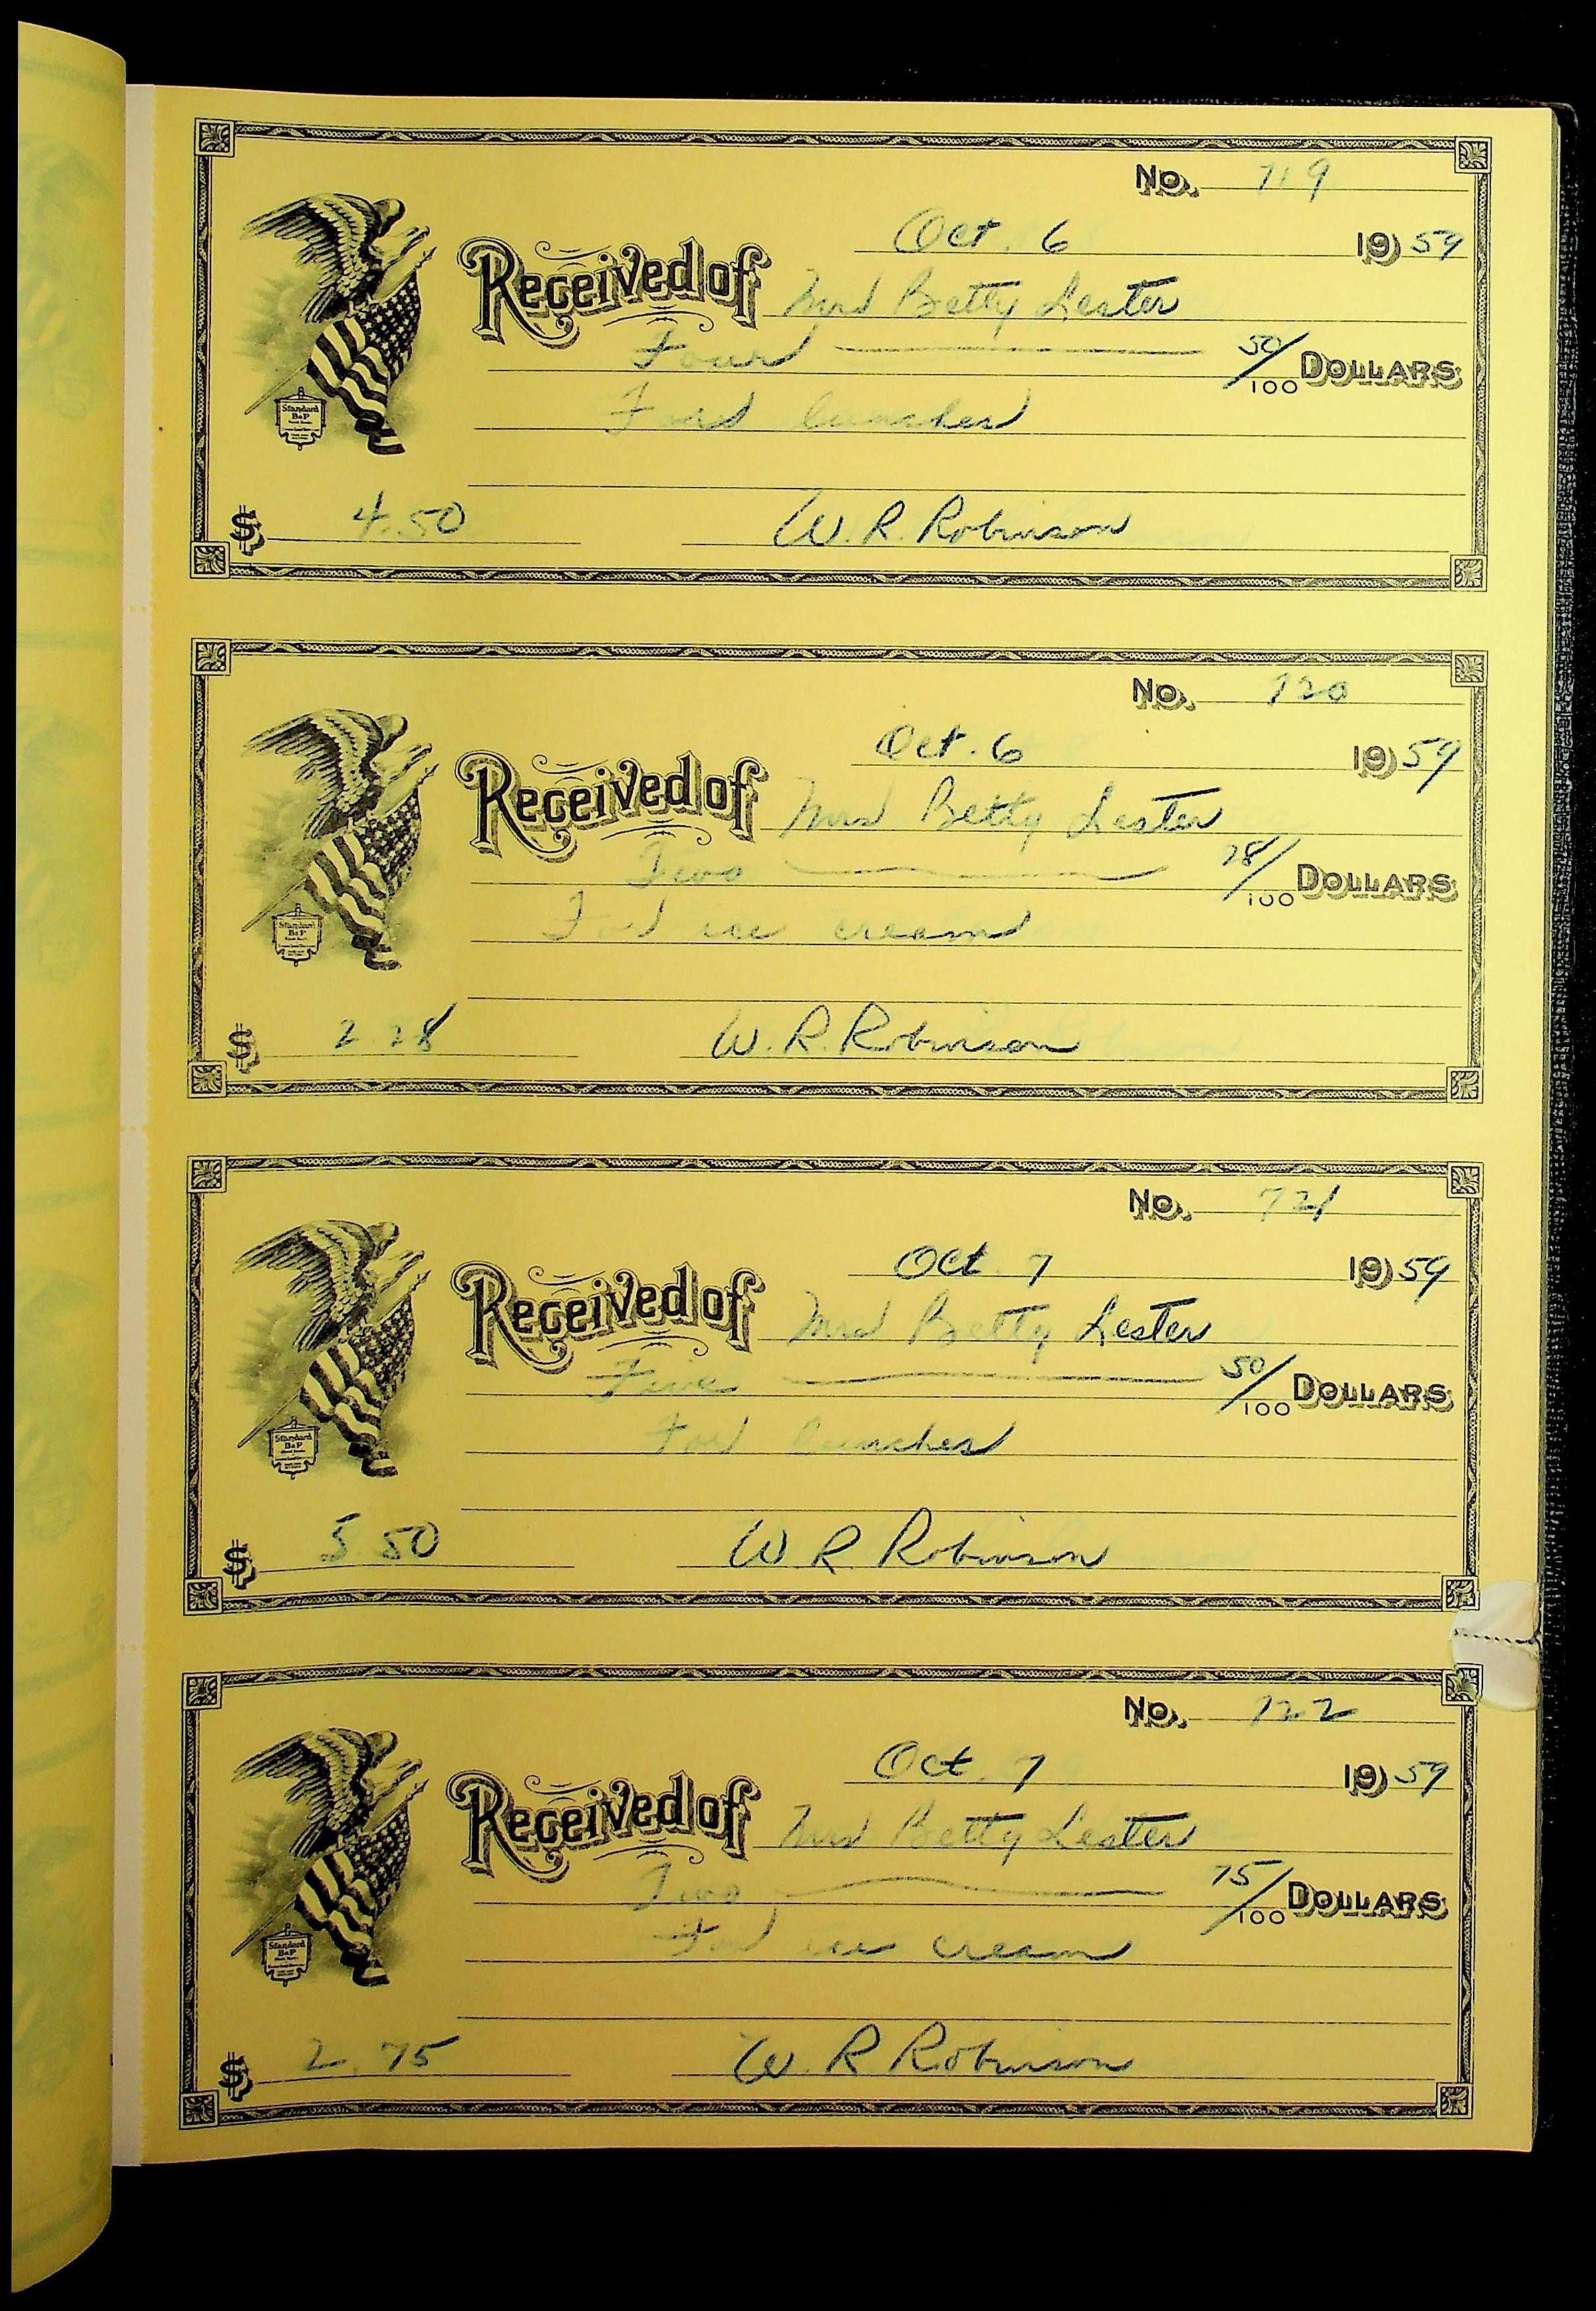 No. 719
Oct. 6 1959
Received of Mrs Betty Lester
Four 50/100 DOLLARS
For lunches
Standard
B&P
$ 4.50 W. R. Robinson
No. 720
Oct. 6 1959
Received of Mrs Betty Lester
Two 28/100 DOLLARS
For ice cream
Standard
B&P
$ 2.28 W. R. Robinson
No. 721
Oct 7 1959
Received of Mrs Betty Lester
Five 50/100 DOLLARS
For lunches
Standard
B&P
$ 5.50 W R Robinson
No. 722
Oct. 7 1959
Received of Mrs Betty Lester
Two 75/100 DOLLARS
For ice cream
Standard
B&P
$ 2.75 W. R Robinson